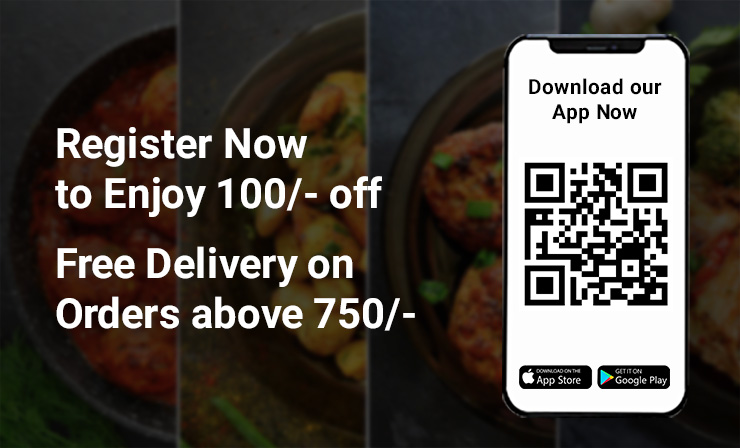 Register Now
to Enjoy 100/- off
Free Delivery on
Orders above 750/-
Download our
App Now
DOWNLOAD ON THE
App Store
GET IT ON
Google Play